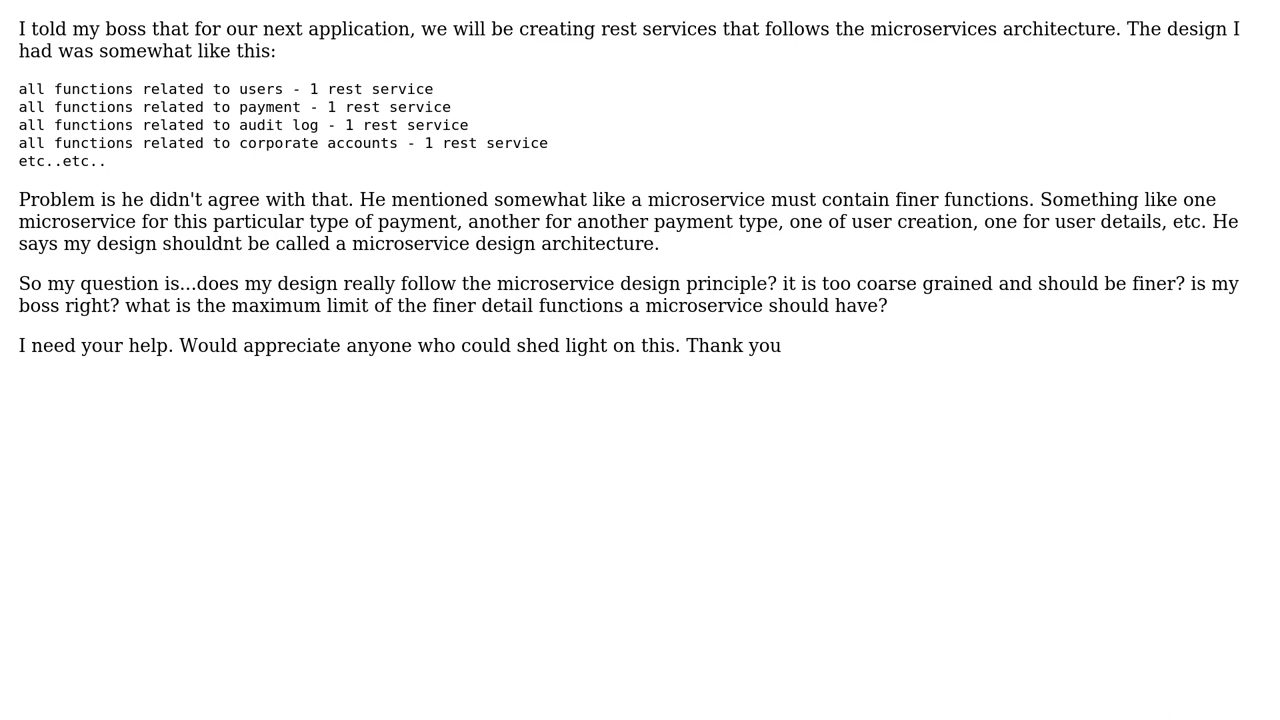 I told my boss that for our next application, we will be creating rest services that follows the microservices architecture. The design I
had was somewhat like this:
all functions related to users - 1 rest service
all functions related to payment - 1 rest service
all functions related to audit log - 1 rest service
all functions related to corporate accounts - 1 rest service
etc..etc..
Problem is he didn't agree with that. He mentioned somewhat like a microservice must contain finer functions. Something like one
microservice for this particular type of payment, another for another payment type, one of user creation, one for user details, etc. He
says my design shouldnt be called a microservice design architecture.
So my question is...does my design really follow the microservice design principle? it is too coarse grained and should be finer? is my
boss right? what is the maximum limit of the finer detail functions a microservice should have?
I need your help. Would appreciate anyone who could shed light on this. Thank you